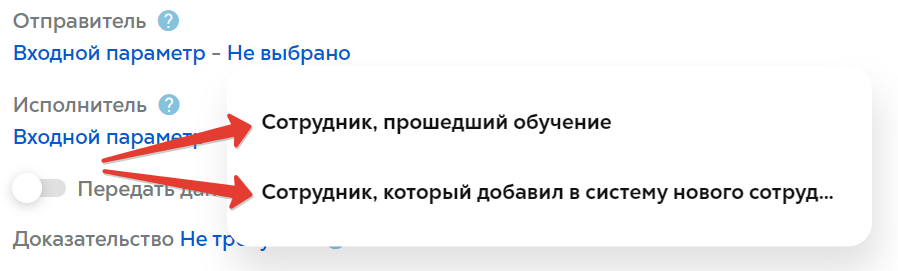 Отправитель ?
Входной параметр - Не выбрано
Исполнитель ?
Входной параметр
Сотрудник, прошедший обучение
Передать
Сотрудник, который добавил в систему нового сотруд...
Доказательство Не